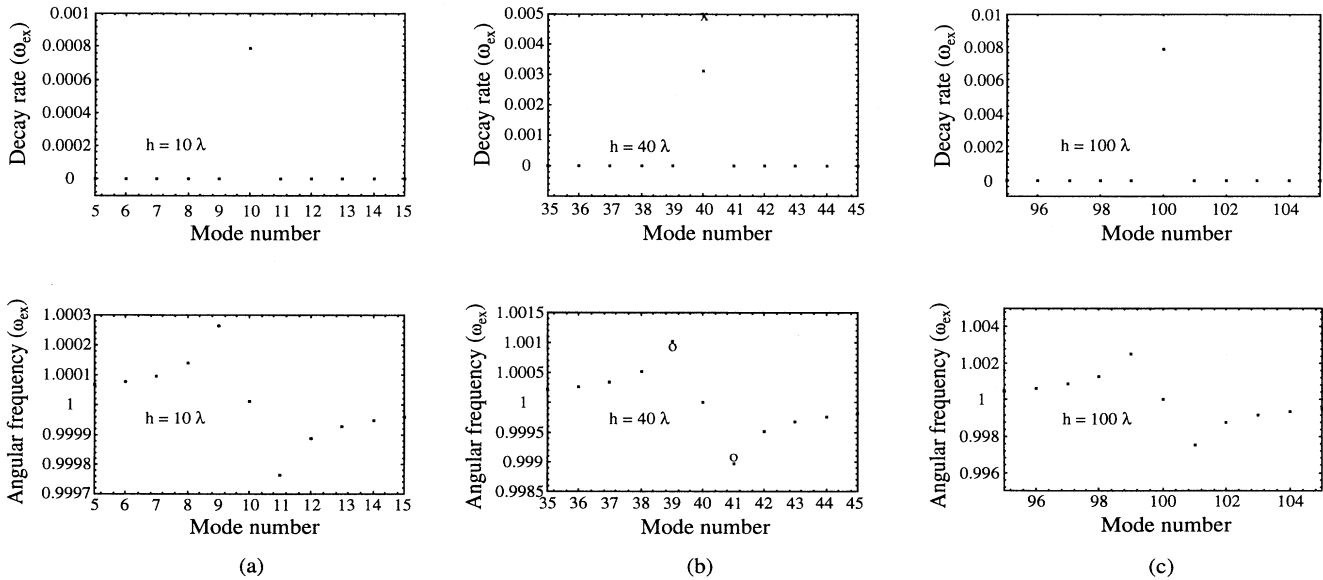 0.001
0.0008
0.0006
0.0004
0.0002
0
Decay rate (ωex)
h = 10 λ
5 6 7 8 9 10 11 12 13 14 15
Mode number
0.005
0.004
0.003
0.002
0.001
0
Decay rate (ωex)
h = 40 λ
35 36 37 38 39 40 41 42 43 44 45
Mode number
0.01
0.008
0.006
0.004
0.002
0
Decay rate (ωex)
h = 100 λ
96 98 100 102 104
Mode number
1.0003
1.0002
1.0001
1
0.9999
0.9998
0.9997
Angular frequency (ωex)
h = 10 λ
5 6 7 8 9 10 11 12 13 14 15
Mode number
(a)
1.0015
1.001
1.0005
1
0.9995
0.999
0.9985
Angular frequency (ωex)
h = 40 λ
35 36 37 38 39 40 41 42 43 44 45
Mode number
(b)
1.004
1.002
1
0.998
0.996
Angular frequency (ωex)
h = 100 λ
96 98 100 102 104
Mode number
(c)